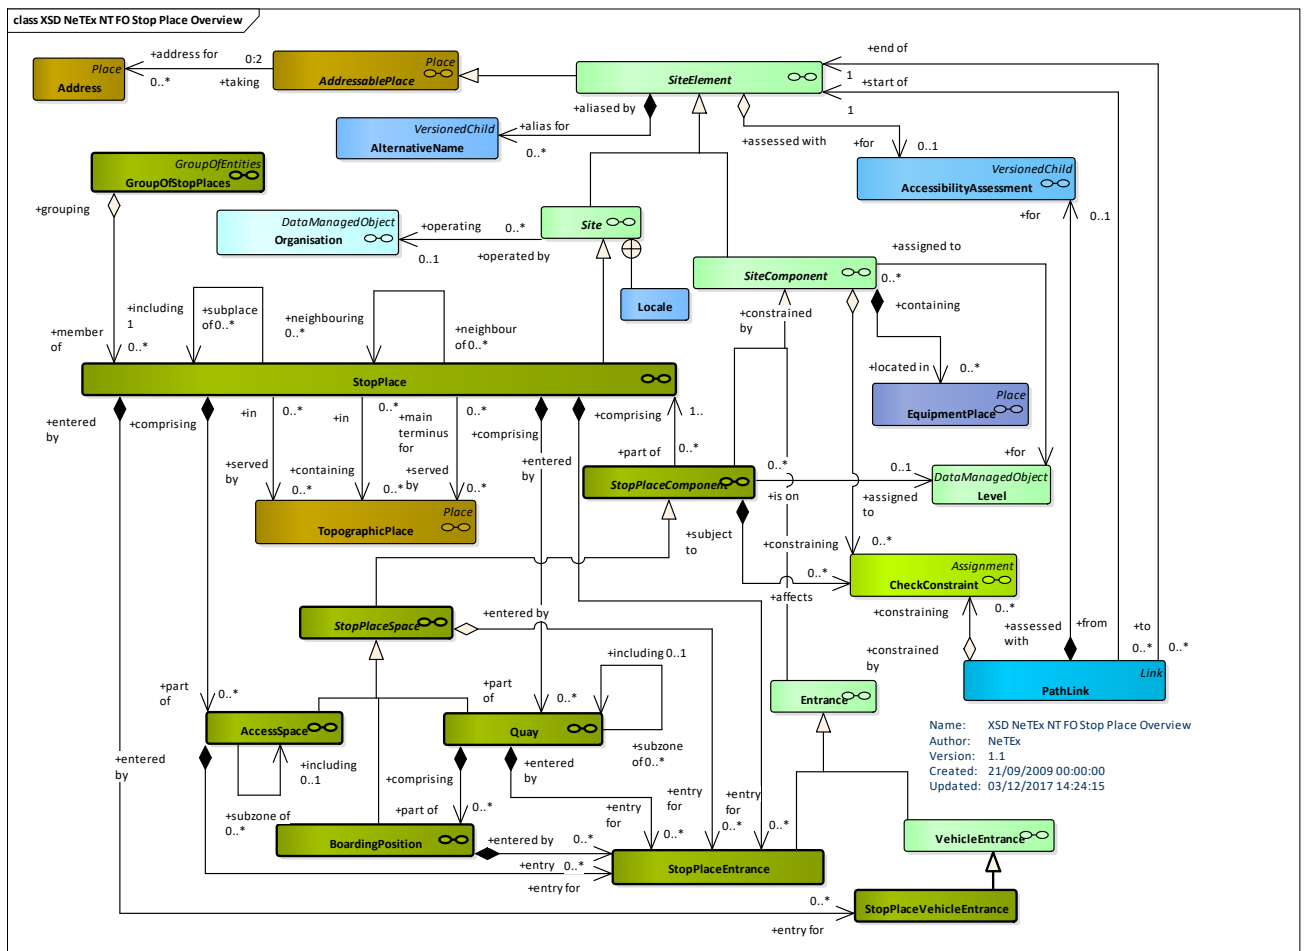 class XSD NeTEx NT FO Stop Place Overview
+address for
0:2
Place
Address
0..*
+taking
Place
AddressablePlace
SiteElement
+end of
1
+start of
1
+aliased by
+alias for
0..*
VersionedChild
AlternativeName
+assessed with
+for
0..1
VersionedChild
AccessibilityAssessment
+for
0..1
GroupOfEntities
GroupOfStopPlaces
+grouping
DataManagedObject
Organisation
+operating
0..*
0..1
+operated by
Site
Locale
SiteComponent
+assigned to
0..*
+containing
+constrained
by
+located in
0..*
Place
EquipmentPlace
+member
of
+including
1
0..*
+subplace
of 0..*
+neighbouring
0..*
+neighbour
of 0..*
StopPlace
+entered
by
+comprising
+in
0..*
+in
0..*
+main
terminus
for
0..*
+comprising
+entered
by
+comprising
1..
+part of
0..*
+served
by
0..*
+containing
0..*
+served
by
0..*
Place
TopographicPlace
StopPlaceComponent
0..*
+is on
0..1
+assigned
to
+for
DataManagedObject
Level
+subject
to
+constraining
0..*
0..*
Assignment
CheckConstraint
+affects
+constraining
0..*
+assessed
with
+from
+to
0..*
0..*
+constrained
by
Link
PathLink
StopPlaceSpace
+entered by
+including 0..1
+part
of
0..*
+part
of
0..*
AccessSpace
Quay
+subzone
of 0..*
Entrance
+entered
by
+including
0..1
+comprising
+entered
by
+subzone of
0..*
+part of
0..*
+entry
for
0..*
+entry
for
0..*
+entry
for
0..*
BoardingPosition
+entered by
0..*
+entry
0..*
+entry for
StopPlaceEntrance
VehicleEntrance
StopPlaceVehicleEntrance
0..*
+entry for
Name: XSD NeTEx NT FO Stop Place Overview
Author: NeTEx
Version: 1.1
Created: 21/09/2009 00:00:00
Updated: 03/12/2017 14:24:15